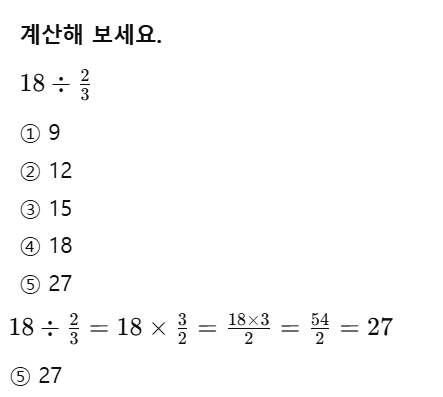 계산해 보세요.
18 ÷ 2/3
① 9
② 12
③ 15
④ 18
⑤ 27
18 ÷ 2/3 = 18 × 3/2 = 18×3/2 = 54/2 = 27
⑤ 27